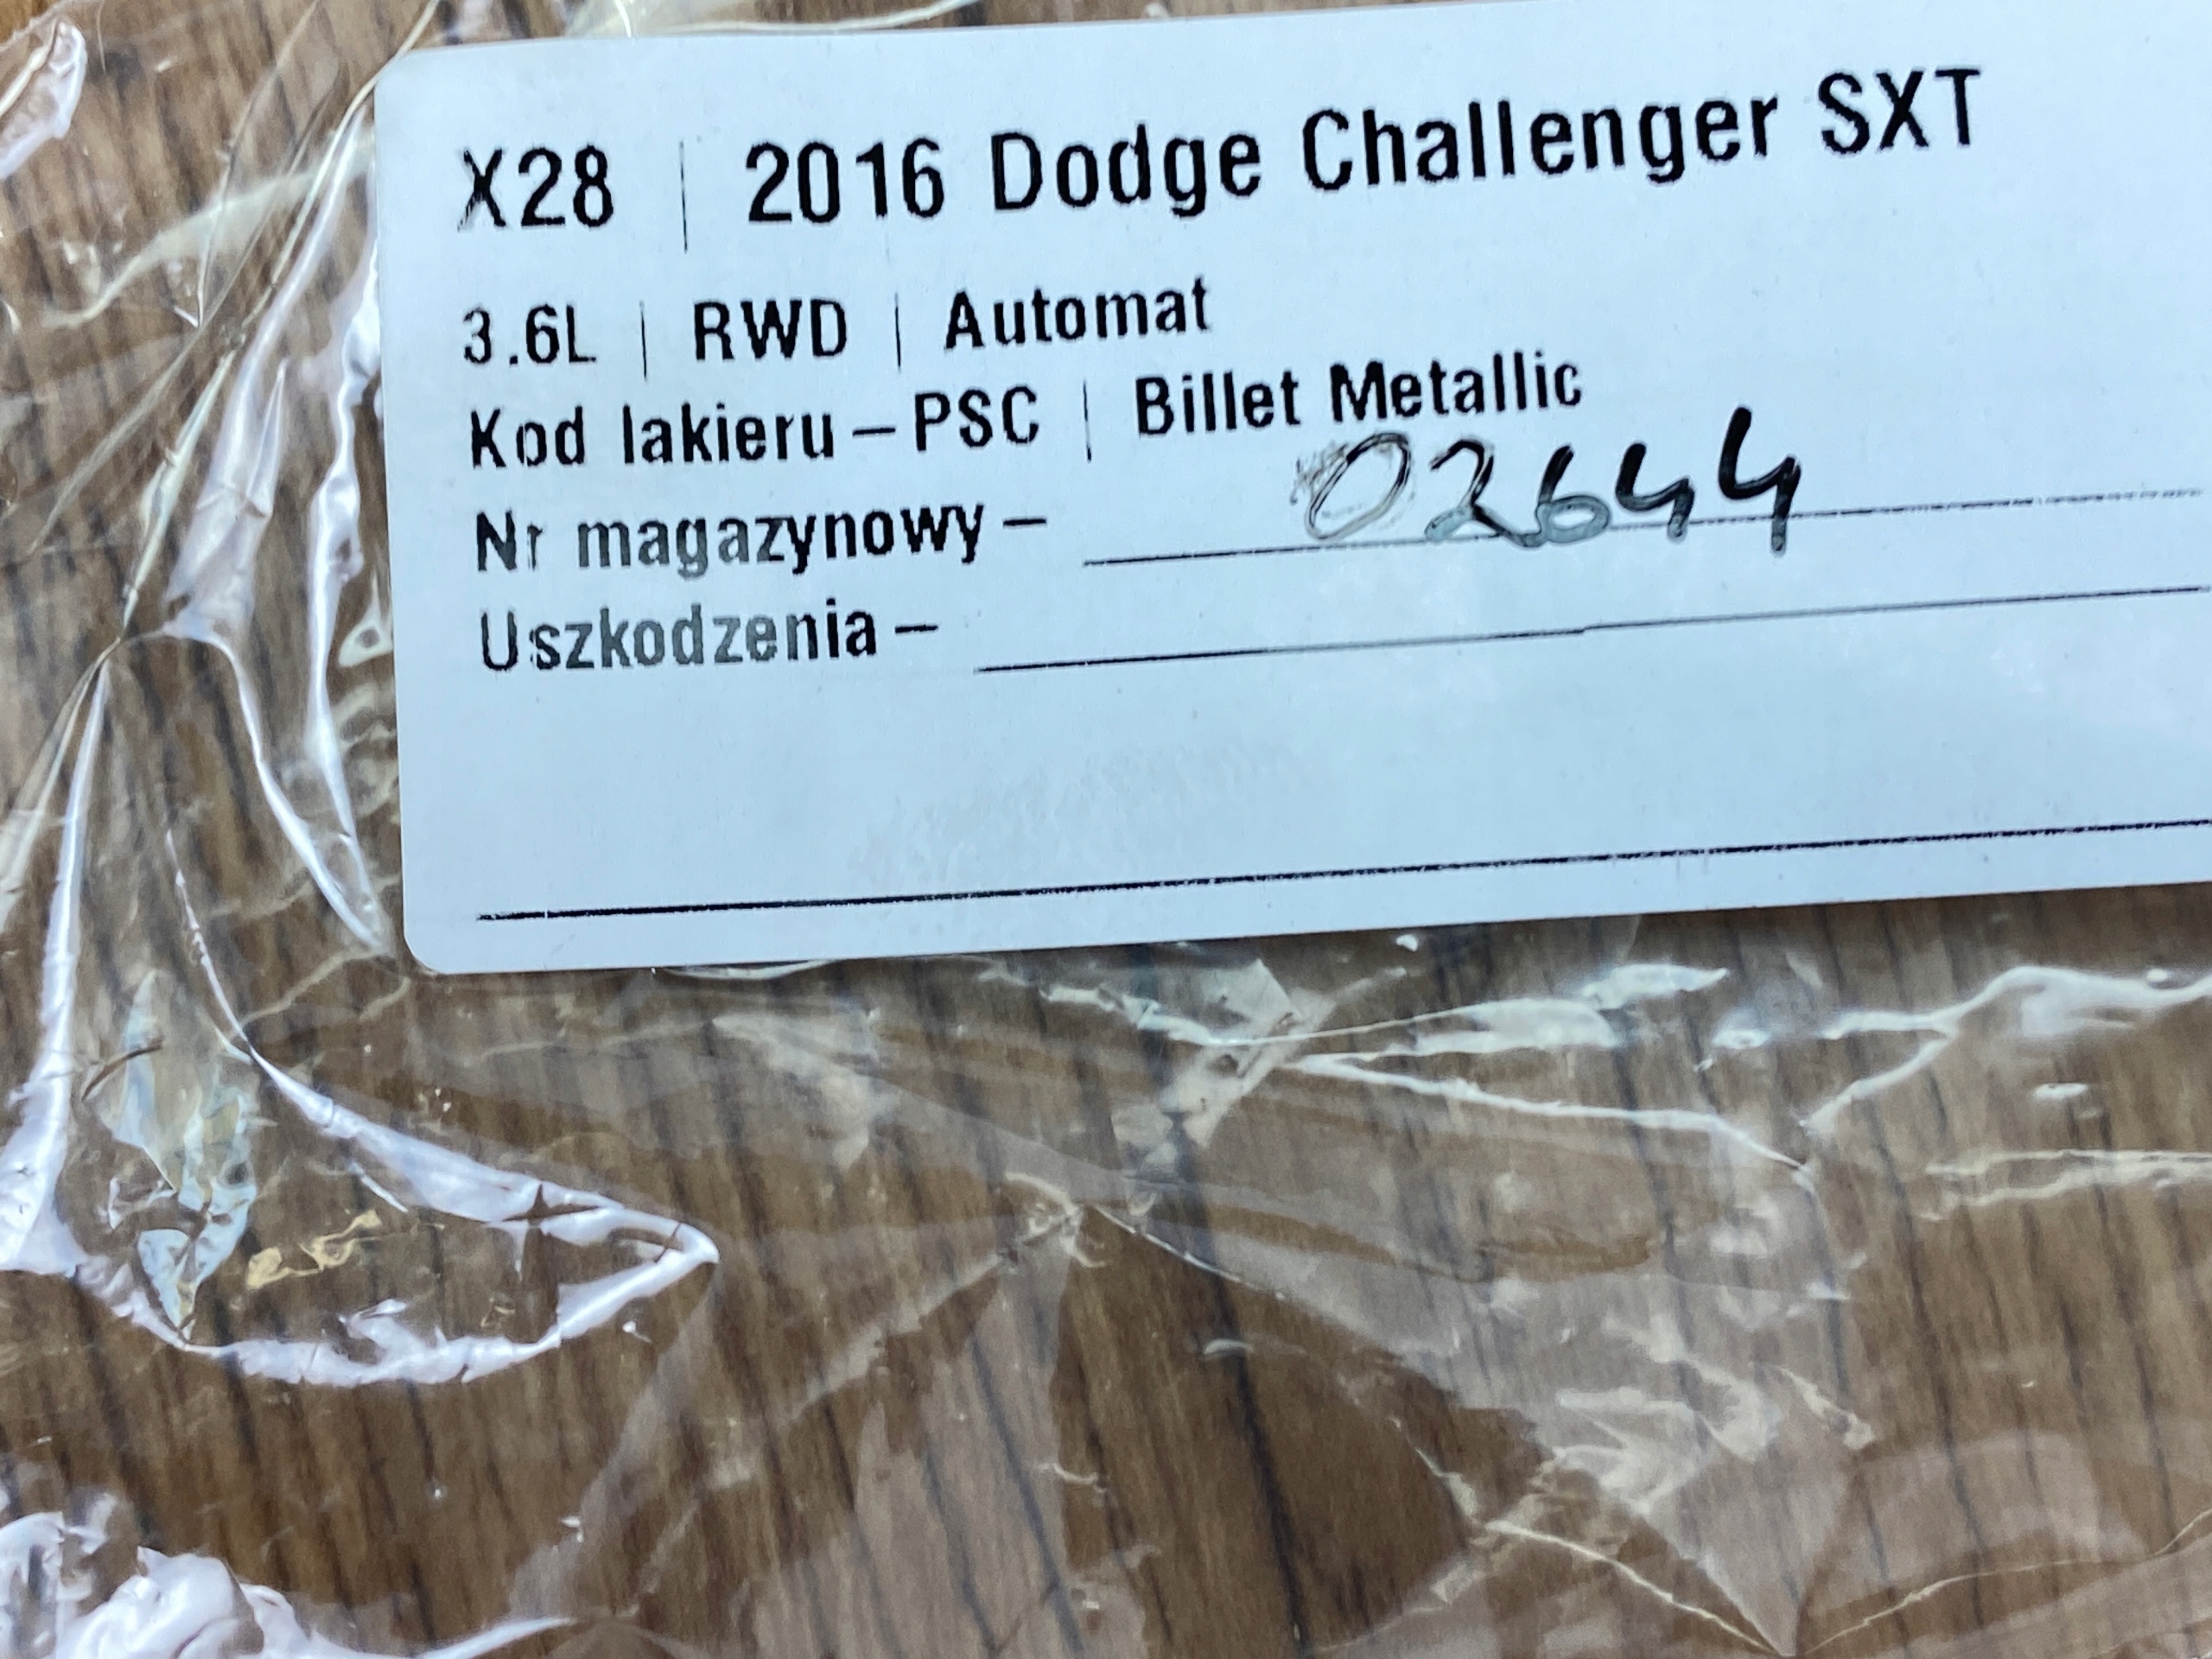 X28 | 2016 Dodge Challenger SXT
3.6L | RWD | Automat
Kod lakieru – PSC | Billet Metallic
Nr magazynowy – 02644
Uszkodzenia –